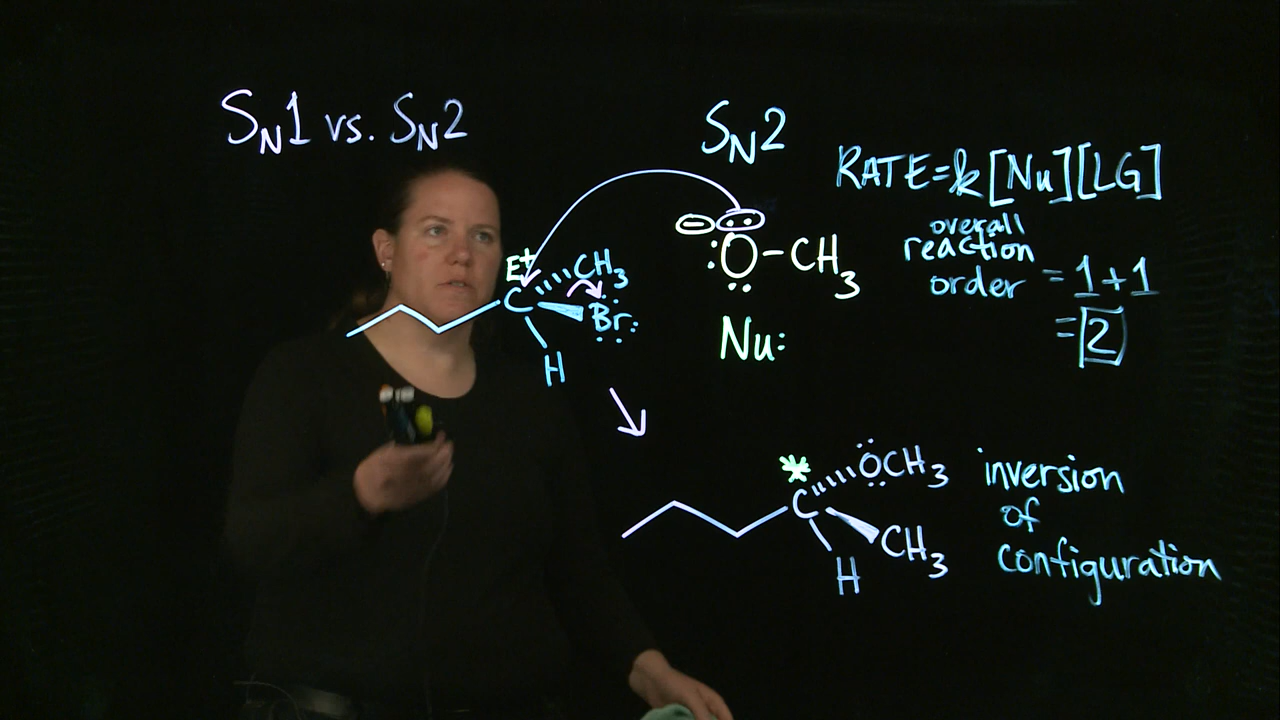 SN1 vs. SN2
SN2
RATE=k[Nu][LG]
overall
reaction
order = 1+1
= 2
:Ö-CH3
Nu:
E+
C
CH3
Br:
H
*
C
ÖCH3
CH3
H
inversion
of
configuration